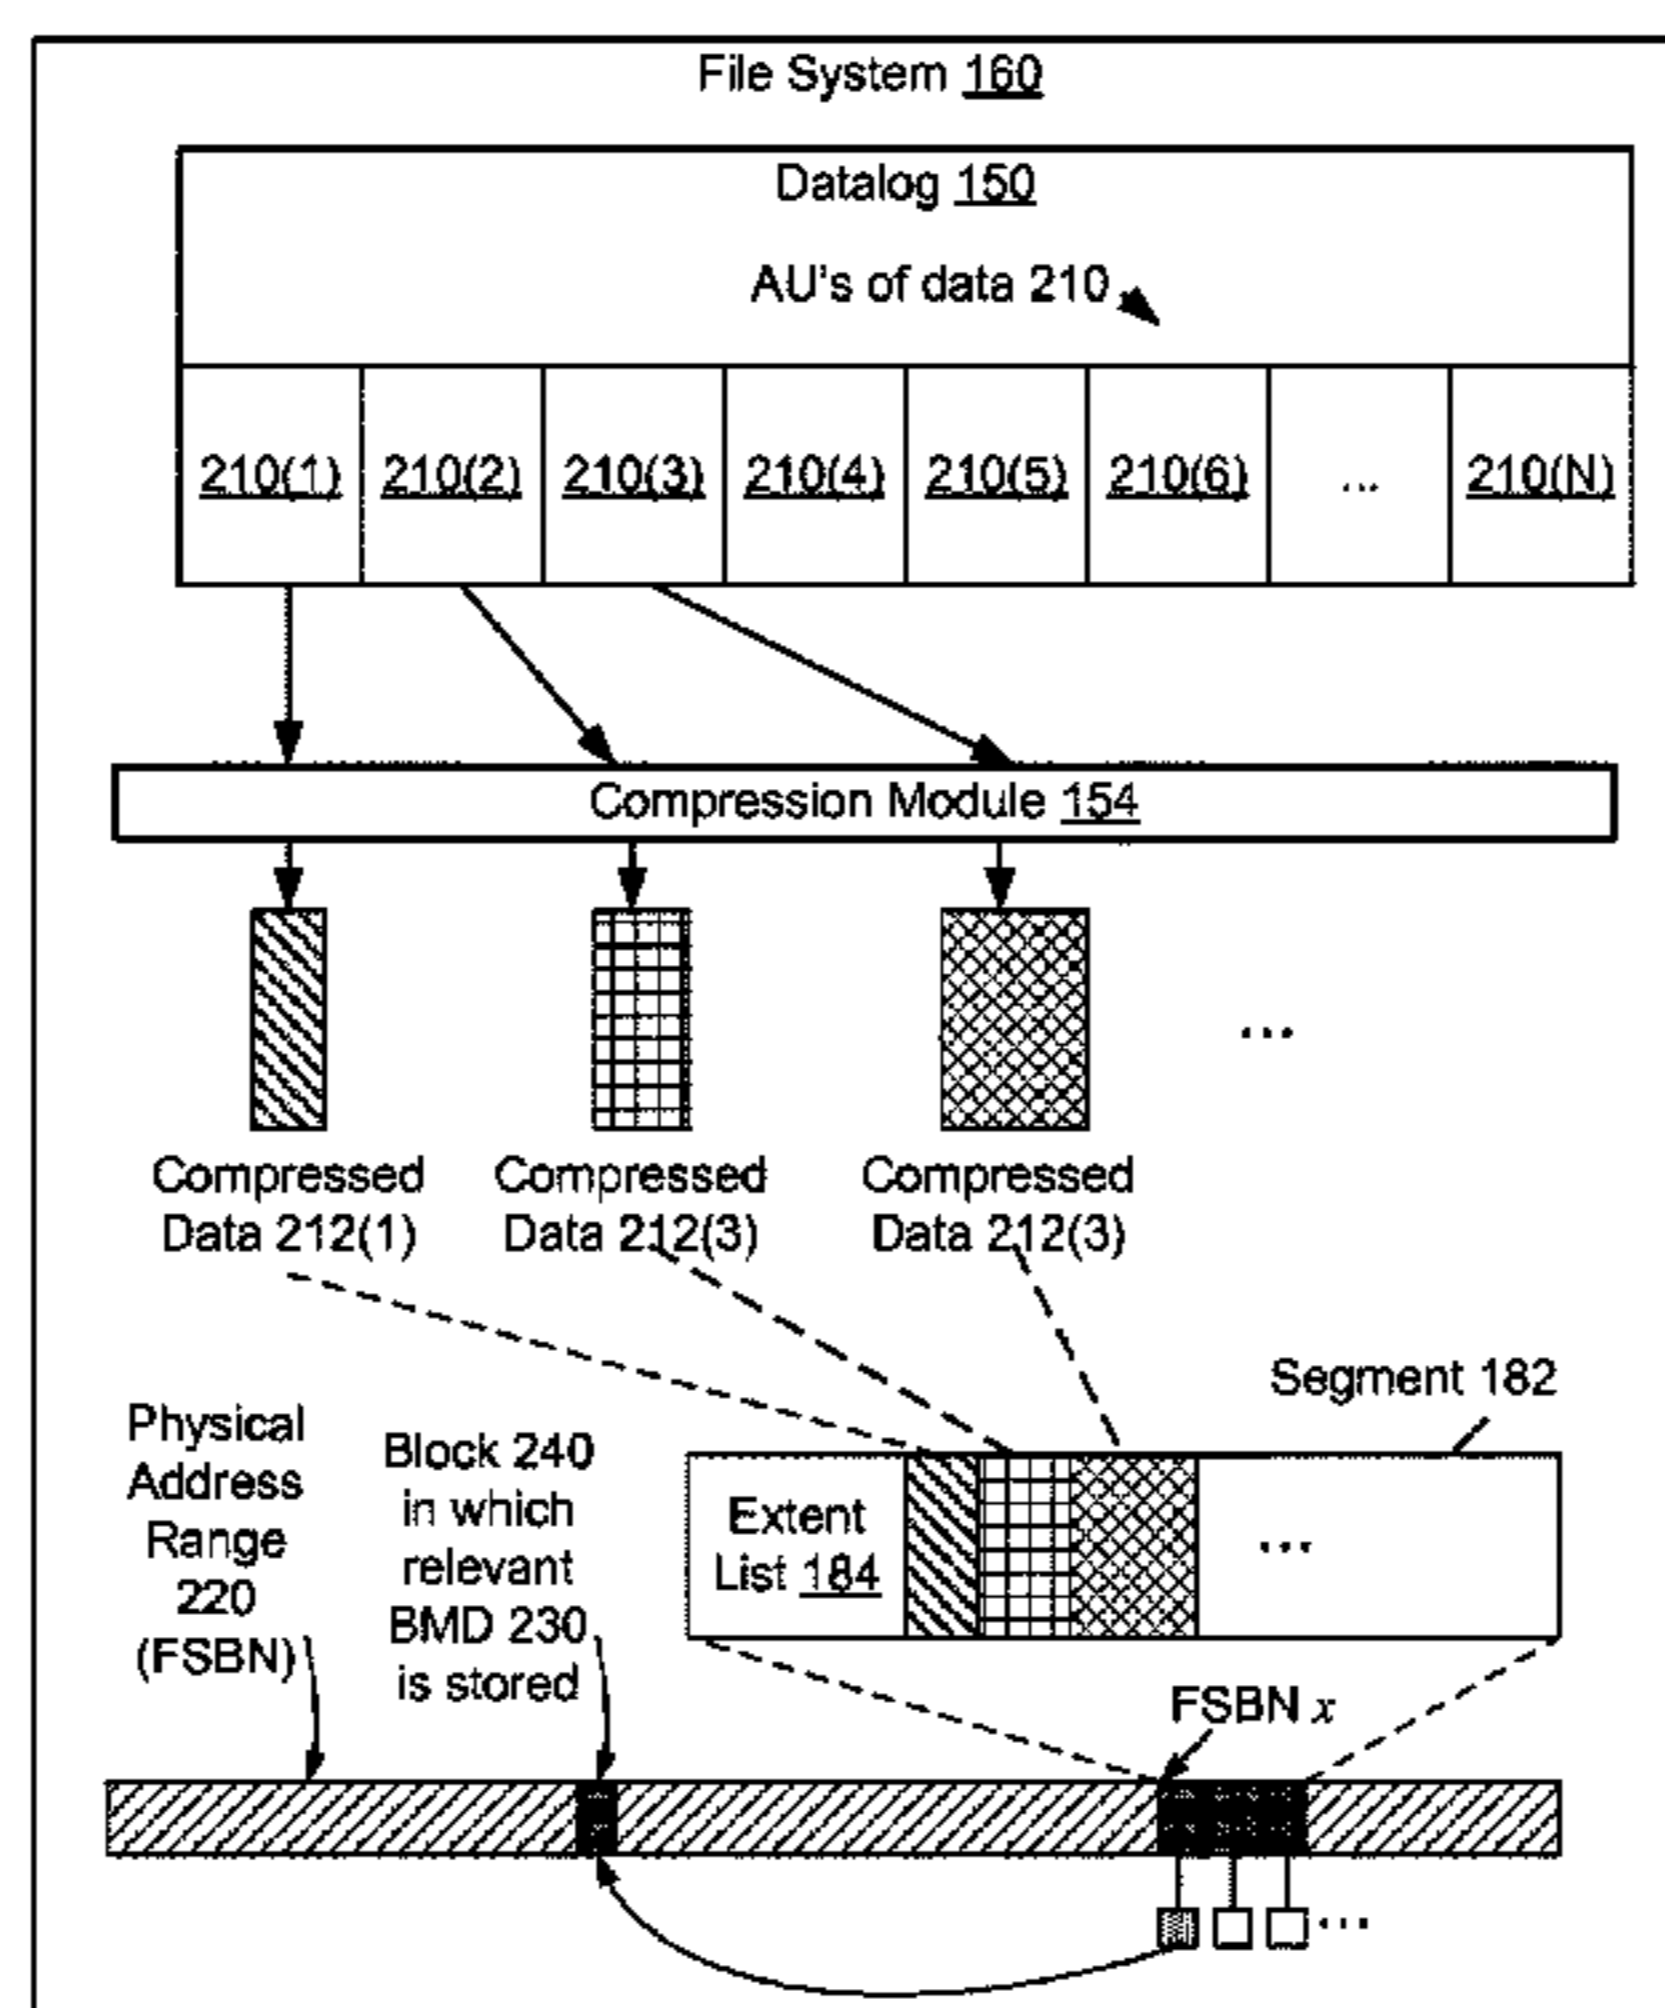 File System 160
Datalog 150
AU's of data 210
210(1) 210(2) 210(3) 210(4) 210(5) 210(6) ... 210(N)
Compression Module 154
...
Compressed
Data 212(1)
Compressed
Data 212(3)
Compressed
Data 212(3)
Segment 182
Physical
Address
Range
220
(FSBN)
Block 240
in which
relevant
BMD 230
is stored
Extent
List 184
...
FSBN x
...